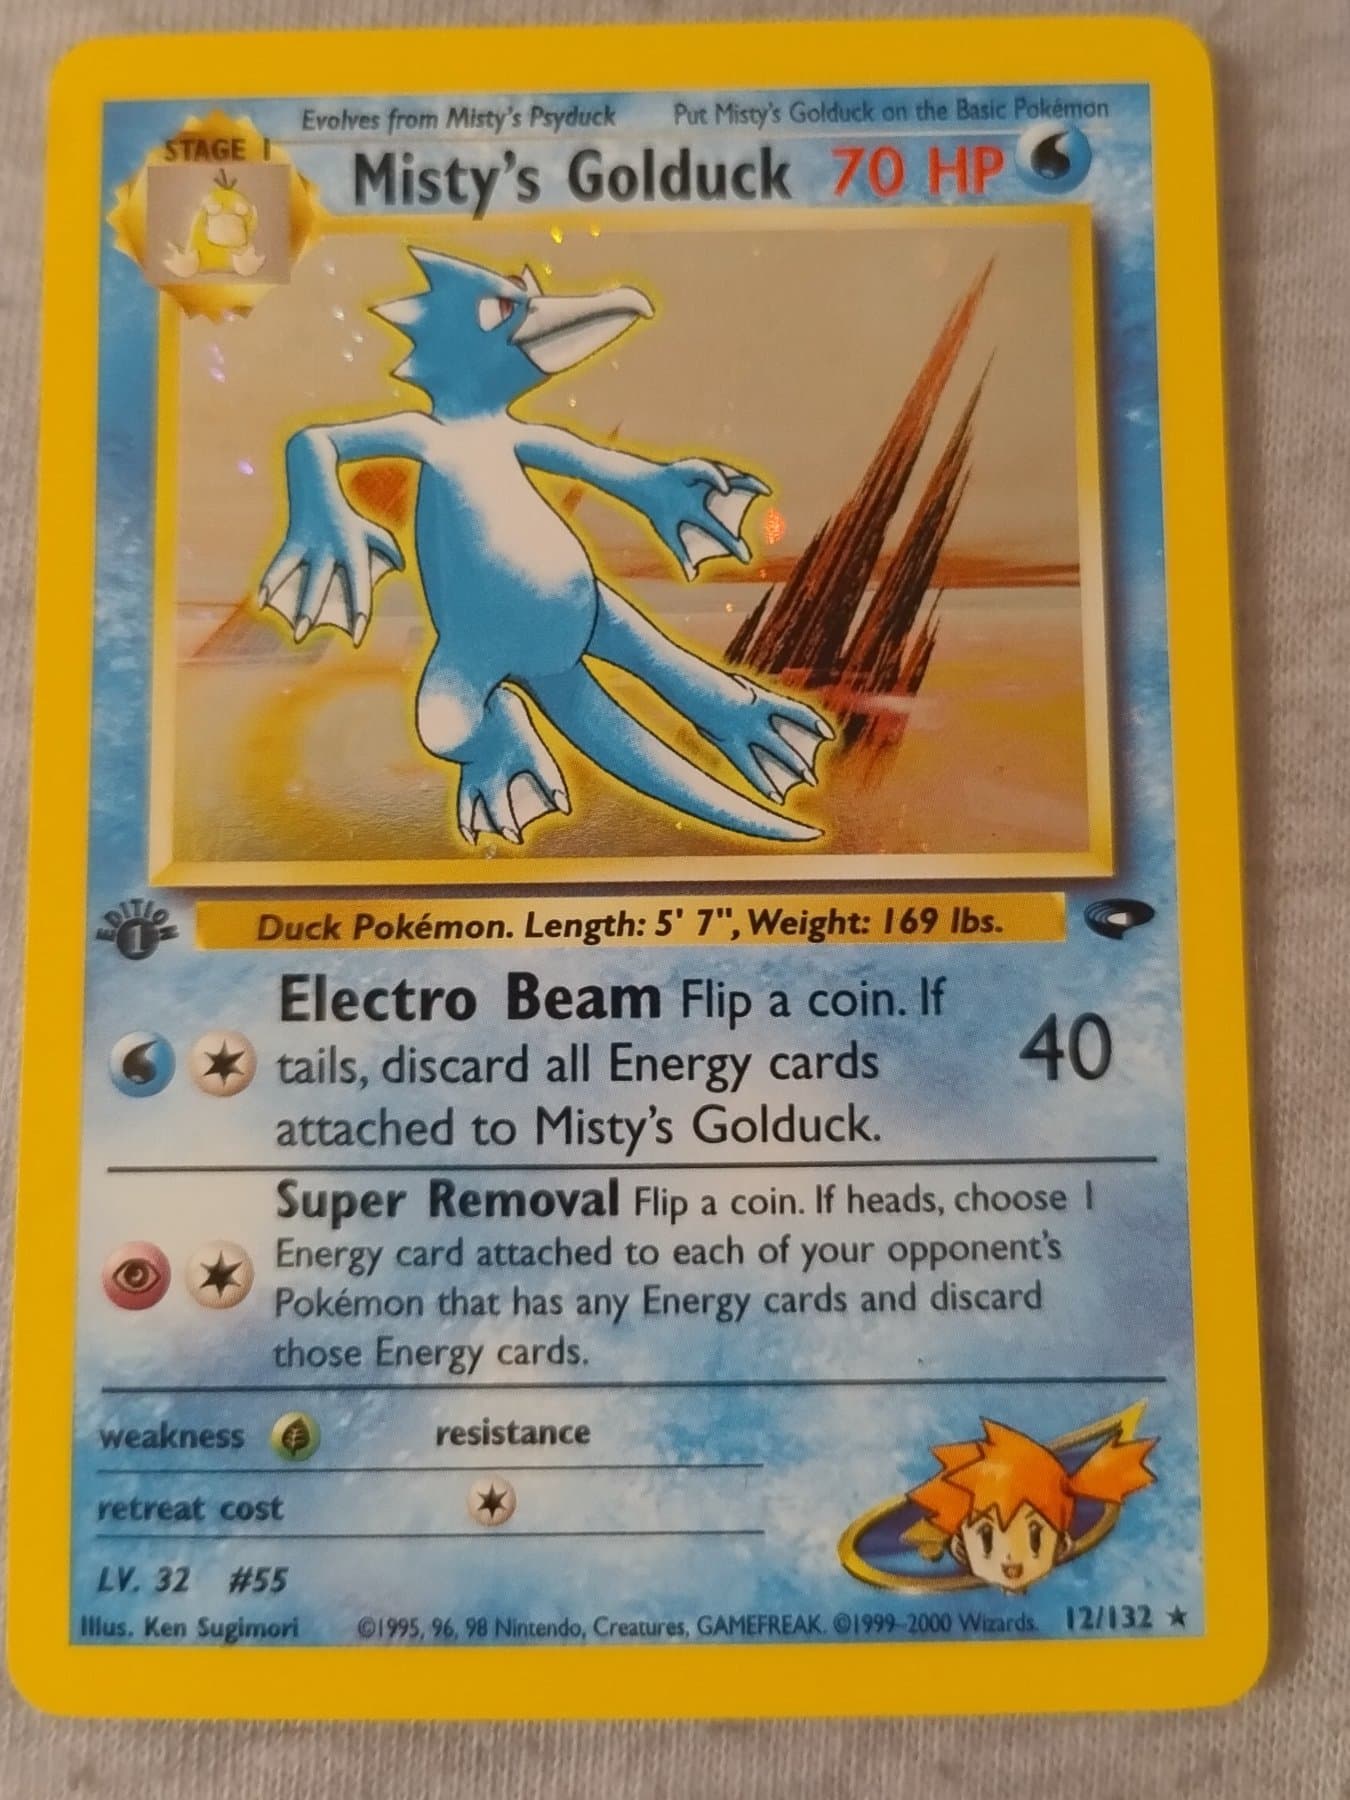 Evolves from Misty's Psyduck Put Misty's Golduck on the Basic Pokémon
STAGE 1
Misty's Golduck 70 HP
EDITION
1
Duck Pokémon. Length: 5' 7", Weight: 169 lbs.
Electro Beam Flip a coin. If
tails, discard all Energy cards
attached to Misty's Golduck.
40
Super Removal Flip a coin. If heads, choose 1
Energy card attached to each of your opponent's
Pokémon that has any Energy cards and discard
those Energy cards.
weakness resistance
retreat cost
LV. 32 #55
Illus. Ken Sugimori ©1995, 96, 98 Nintendo, Creatures, GAMEFREAK. ©1999-2000 Wizards. 12/132 ★